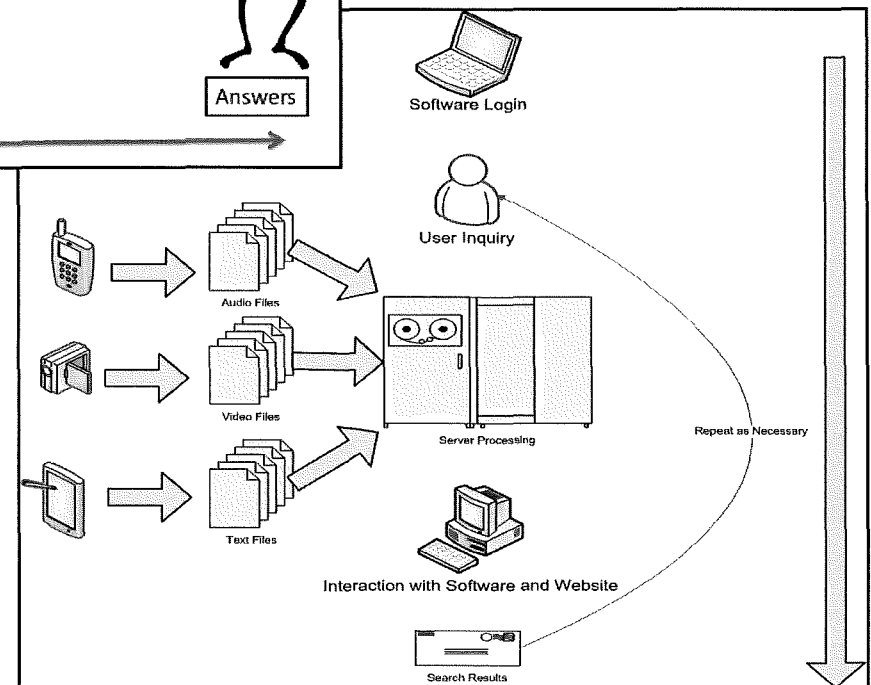 Answers
Software Login
User Inquiry
Audio Files
Video Files
Server Processing
Repeat as Necessary
Text Files
Interaction with Software and Website
Search Results